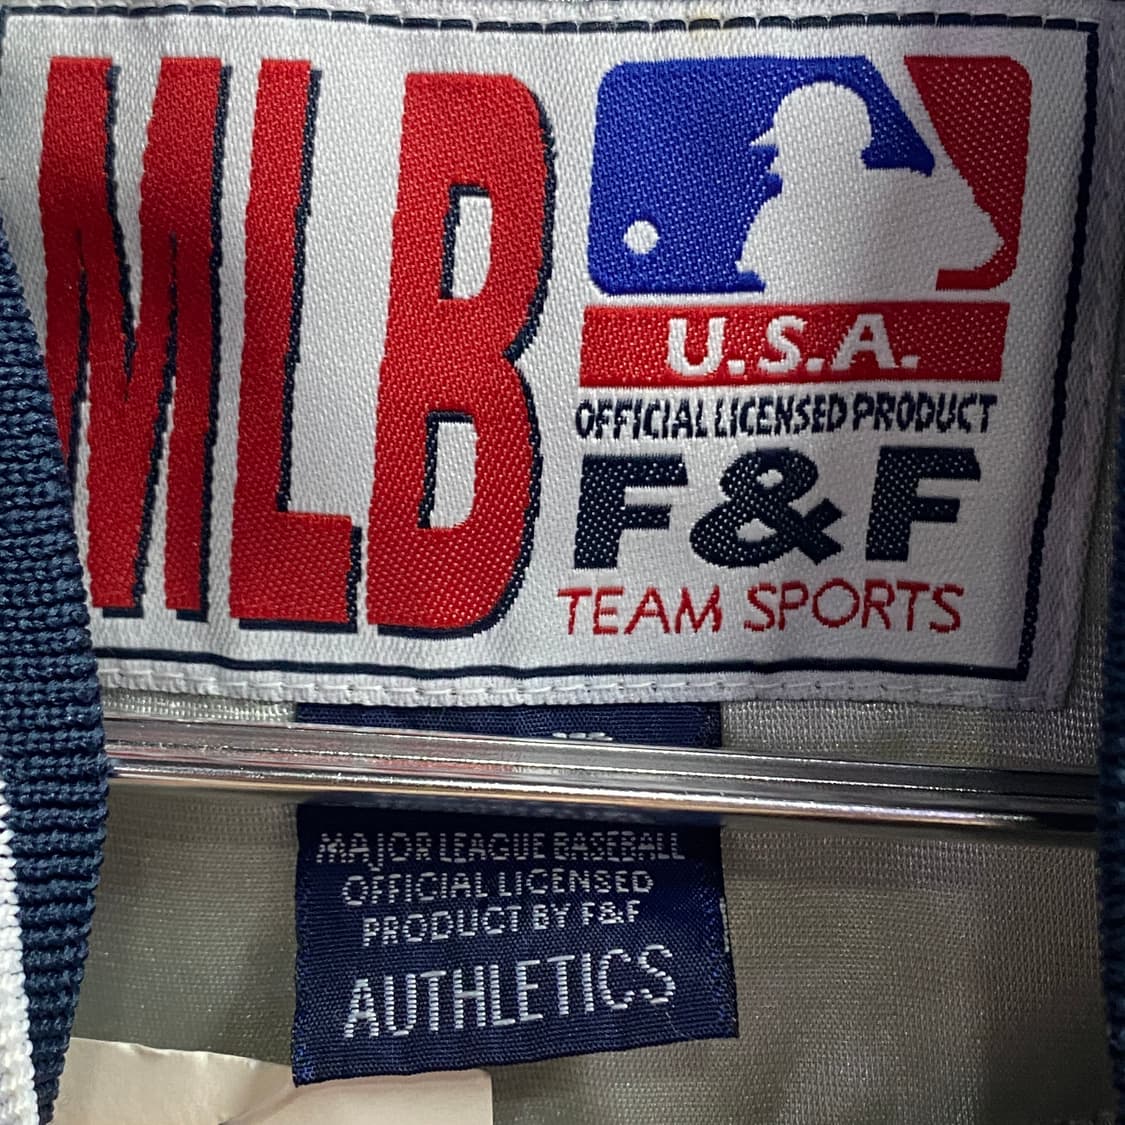 MLB
U.S.A.
OFFICIAL LICENSED PRODUCT
F&F
TEAM SPORTS
MAJOR LEAGUE BASEBALL
OFFICIAL LICENSED
PRODUCT BY F&F
AUTHLETICS